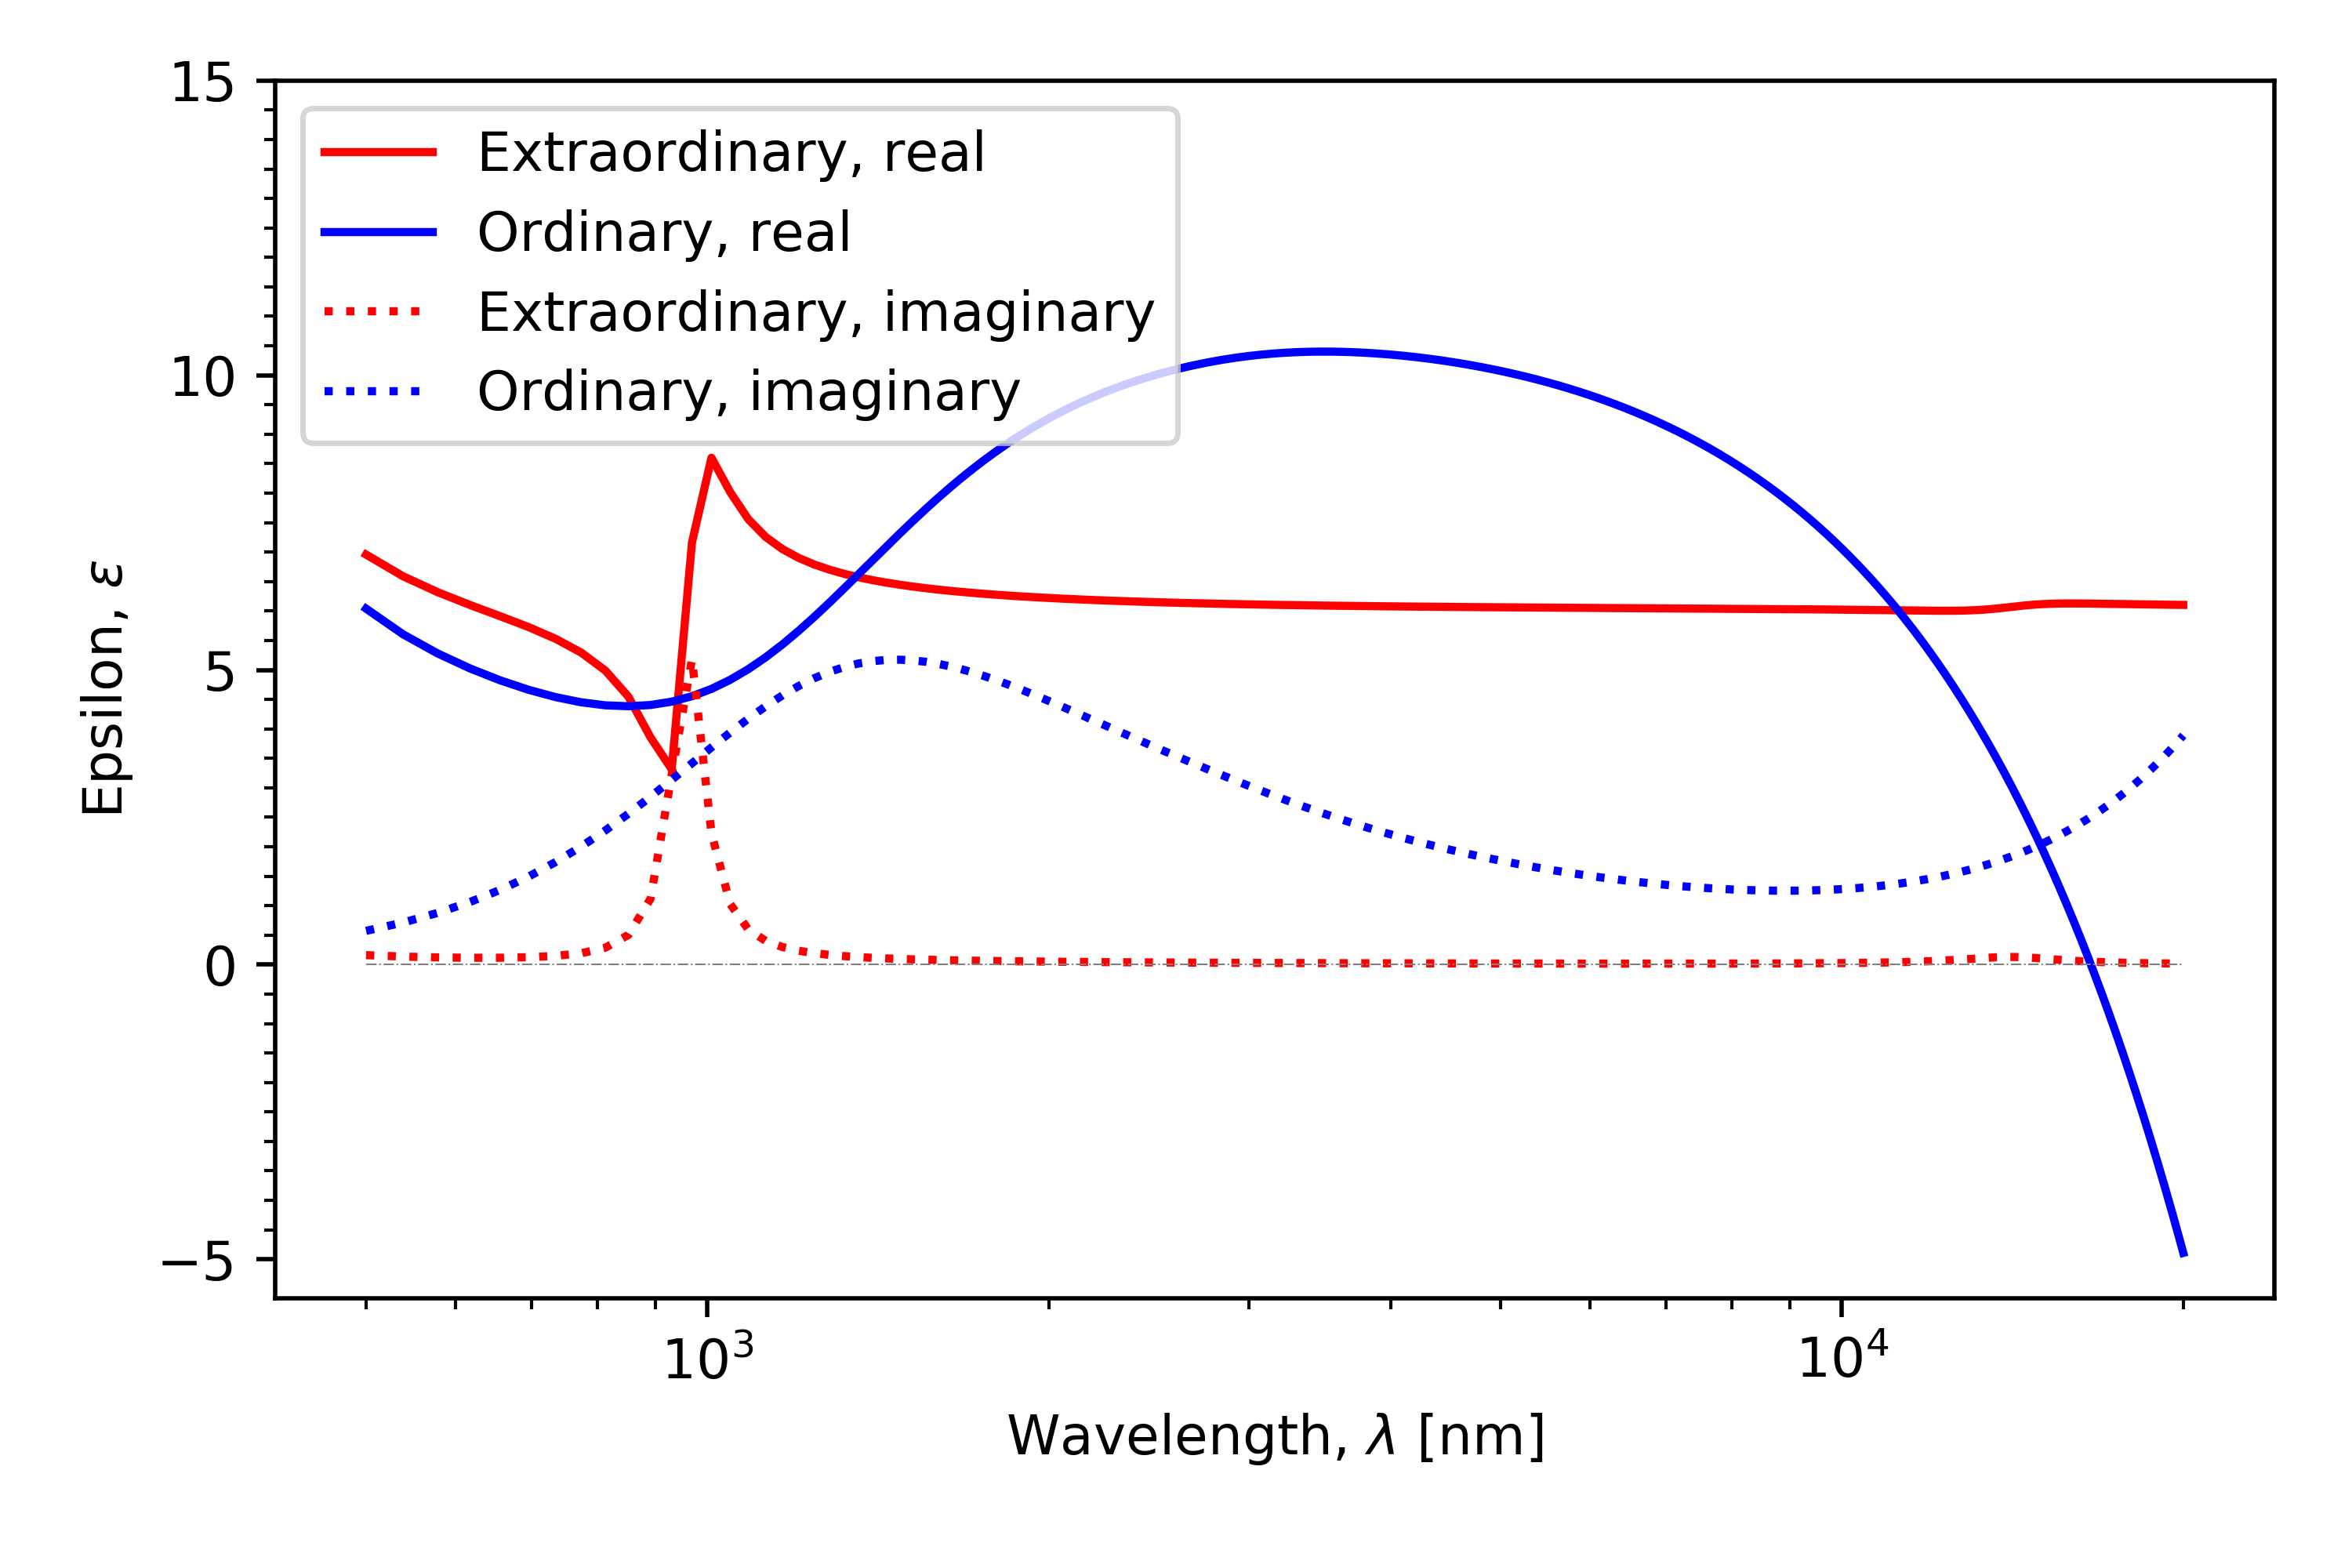 15
10
5
0
−5
Epsilon, ε
Extraordinary, real
Ordinary, real
Extraordinary, imaginary
Ordinary, imaginary
10³
10⁴
Wavelength, λ [nm]